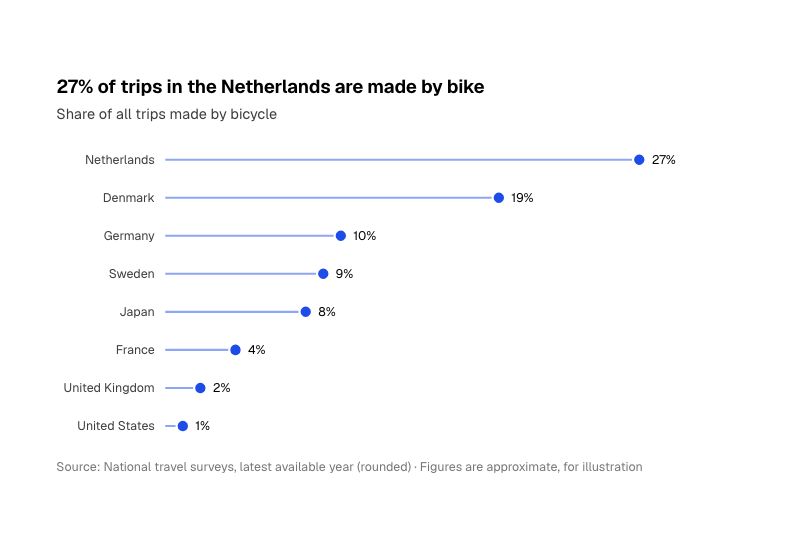 27% of trips in the Netherlands are made by bike
Share of all trips made by bicycle
Netherlands 27%
Denmark 19%
Germany 10%
Sweden 9%
Japan 8%
France 4%
United Kingdom 2%
United States 1%
Source: National travel surveys, latest available year (rounded) · Figures are approximate, for illustration